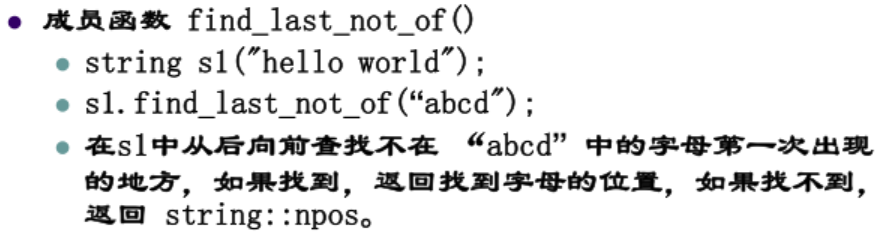 成员函数 find_last_not_of()
string s1("hello world");
s1.find_last_not_of(“abcd");
在s1中从后向前查找不在 “abcd” 中的字母第一次出现
的地方，如果找到，返回找到字母的位置，如果找不到，
返回 string::npos。